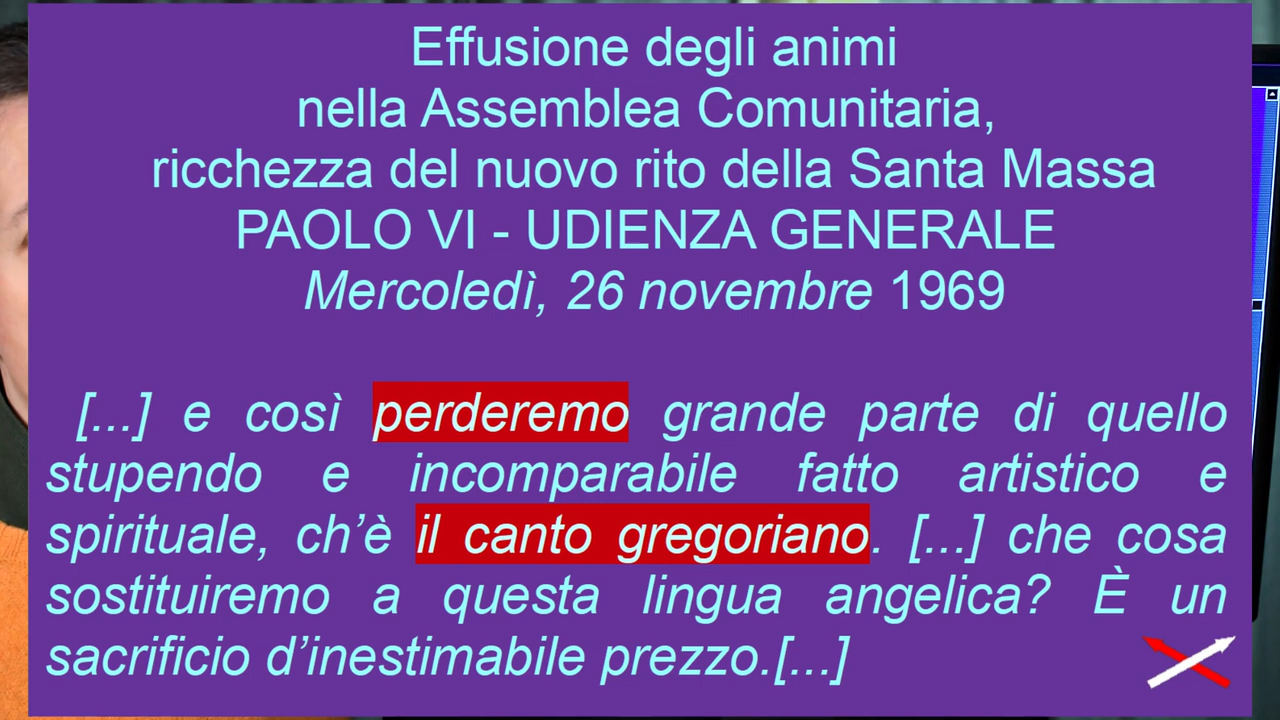 Effusione degli animi
nella Assemblea Comunitaria,
ricchezza del nuovo rito della Santa Massa
PAOLO VI - UDIENZA GENERALE
Mercoledì, 26 novembre 1969
[...] e così perderemo grande parte di quello
stupendo e incomparabile fatto artistico e
spirituale, ch’è il canto gregoriano. [...] che cosa
sostituiremo a questa lingua angelica? È un
sacrificio d’inestimabile prezzo.[...]